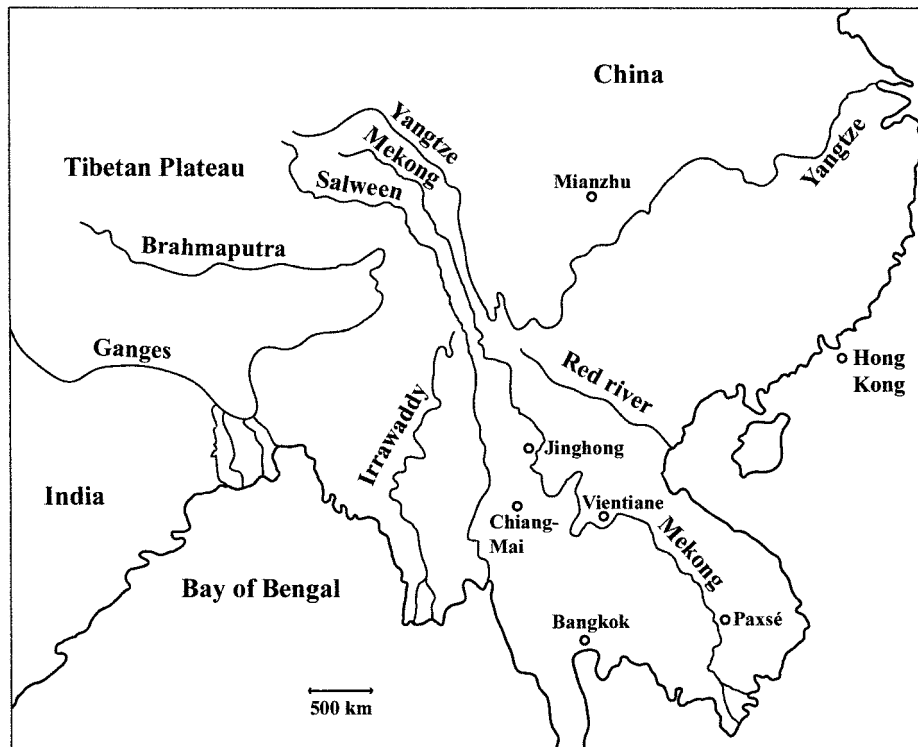 China
Yangtze
Mekong
Tibetan Plateau
Salween
Yangtze
Mianzhu
Brahmaputra
Ganges
Hong
Kong
Red river
Irrawaddy
Jinghong
India
Vientiane
Chiang-
Mai
Mekong
Bay of Bengal
Bangkok
Paxsé
500 km